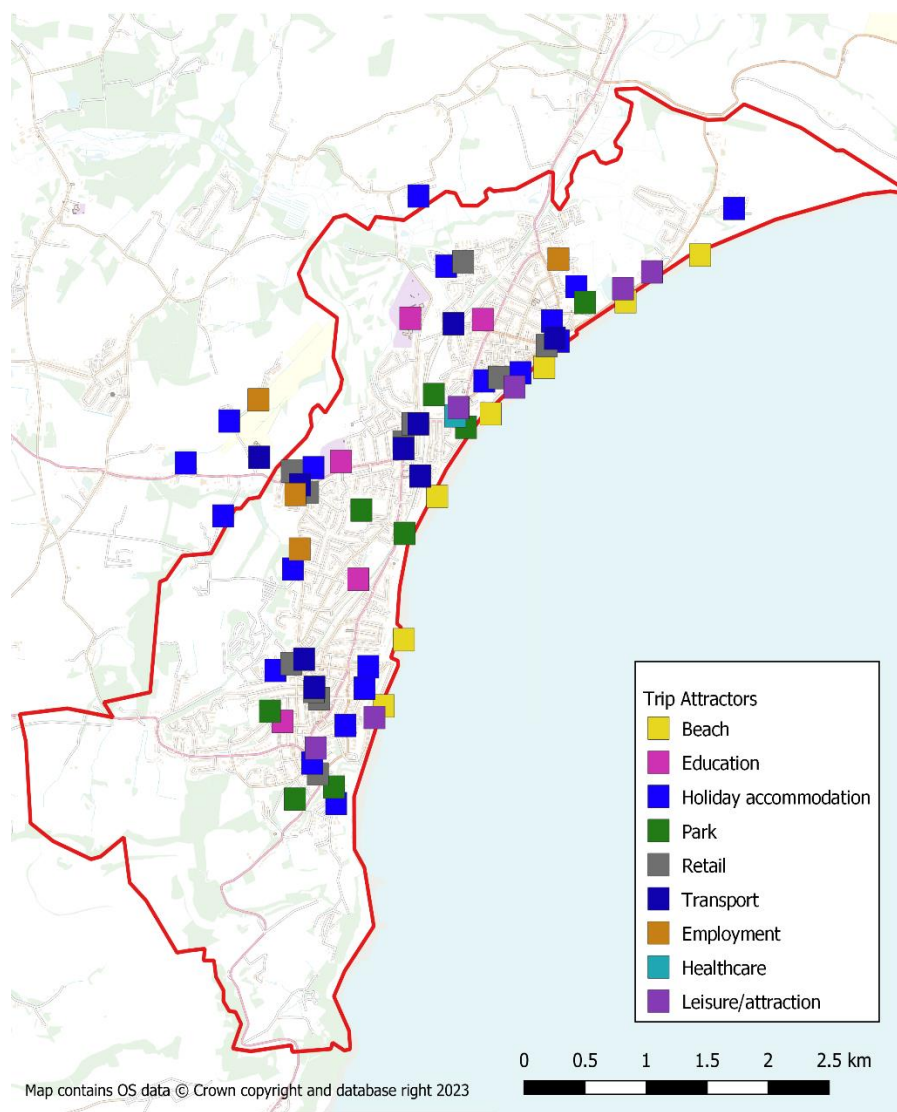 Trip Attractors
Beach
Education
Holiday accommodation
Park
Retail
Transport
Employment
Healthcare
Leisure/attraction
0 0.5 1 1.5 2 2.5 km
Map contains OS data © Crown copyright and database right 2023